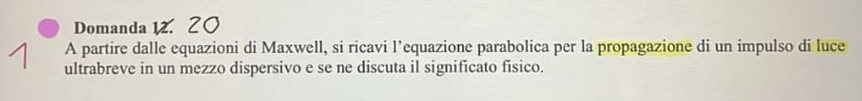 Domanda 12. 20
1
A partire dalle equazioni di Maxwell, si ricavi l'equazione parabolica per la propagazione di un impulso di luce
ultrabreve in un mezzo dispersivo e se ne discuta il significato fisico.